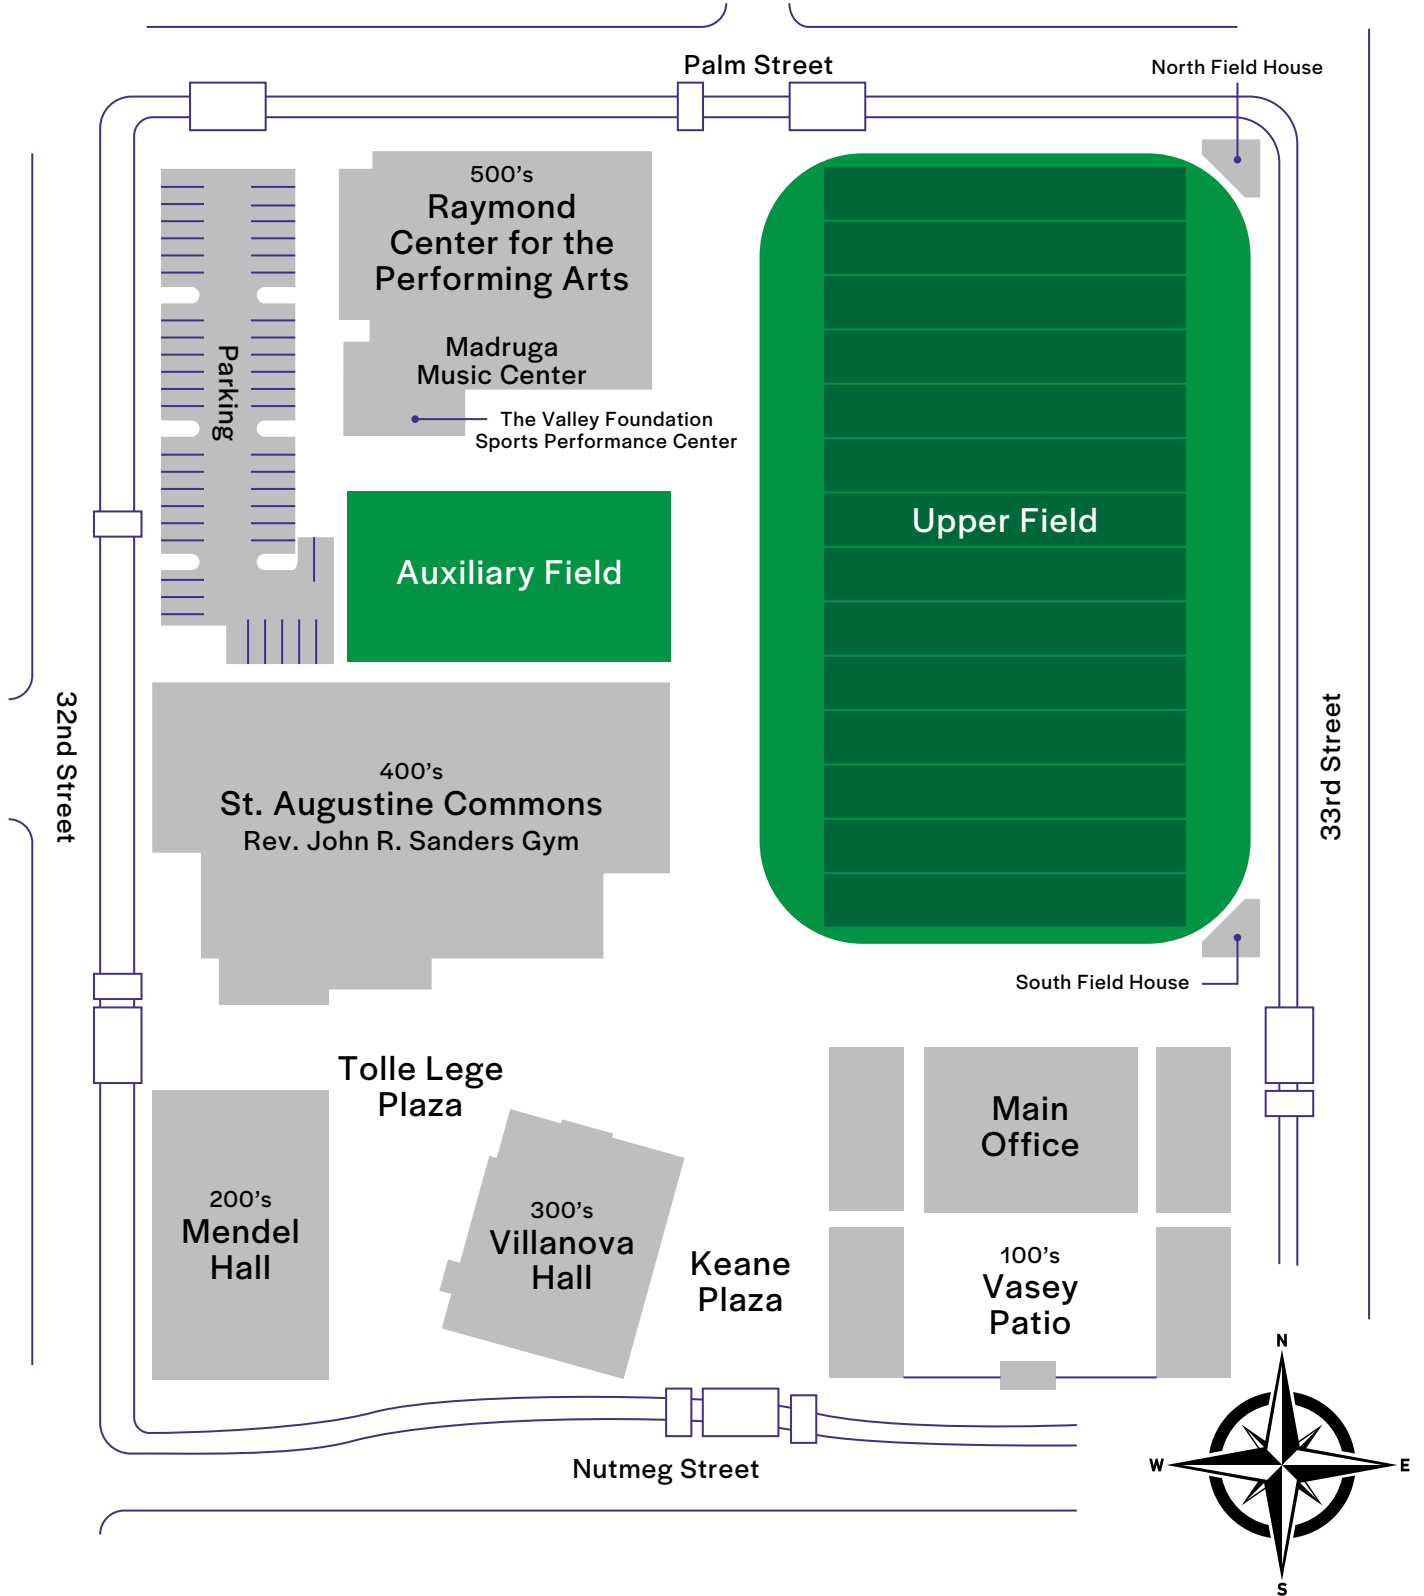 Palm Street
North Field House
500's
Raymond
Center for the
Performing Arts
Madruga
Music Center
The Valley Foundation
Sports Performance Center
Parking
Auxiliary Field
Upper Field
32nd Street
33rd Street
400's
St. Augustine Commons
Rev. John R. Sanders Gym
South Field House
Tolle Lege
Plaza
Main
Office
200's
Mendel
Hall
300's
Villanova
Hall
Keane
Plaza
100's
Vasey
Patio
Nutmeg Street
N
W
E
S